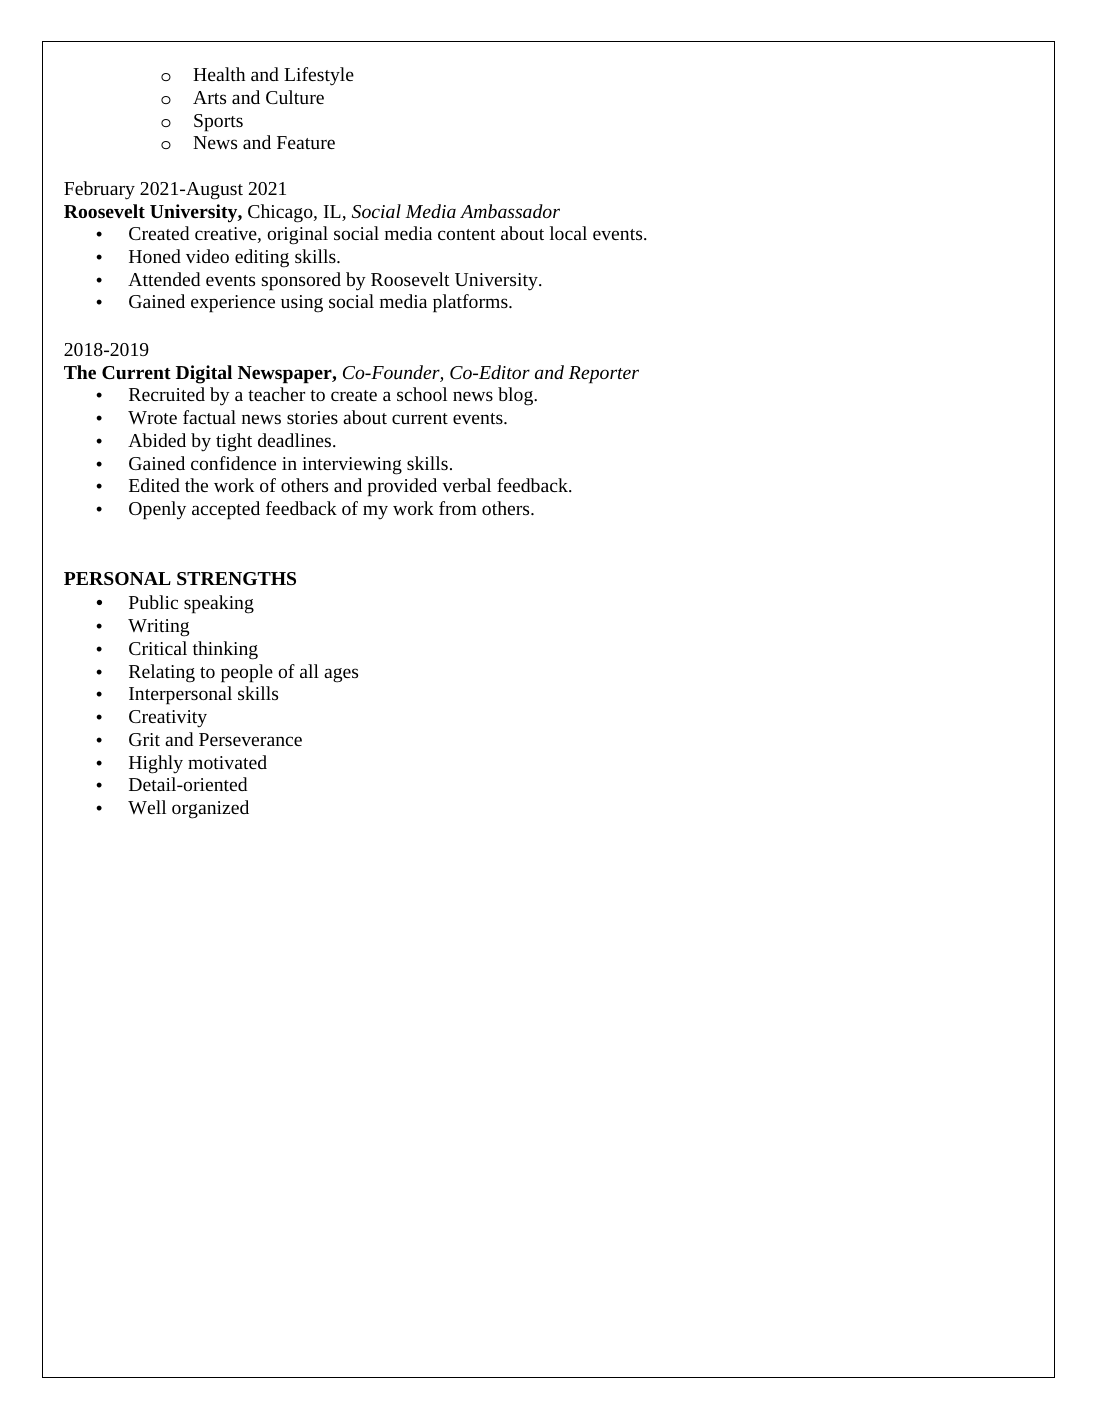 o Health and Lifestyle
o Arts and Culture
o Sports
o News and Feature
February 2021-August 2021
Roosevelt University, Chicago, IL, Social Media Ambassador
• Created creative, original social media content about local events.
• Honed video editing skills.
• Attended events sponsored by Roosevelt University.
• Gained experience using social media platforms.
2018-2019
The Current Digital Newspaper, Co-Founder, Co-Editor and Reporter
• Recruited by a teacher to create a school news blog.
• Wrote factual news stories about current events.
• Abided by tight deadlines.
• Gained confidence in interviewing skills.
• Edited the work of others and provided verbal feedback.
• Openly accepted feedback of my work from others.
PERSONAL STRENGTHS
• Public speaking
• Writing
• Critical thinking
• Relating to people of all ages
• Interpersonal skills
• Creativity
• Grit and Perseverance
• Highly motivated
• Detail-oriented
• Well organized